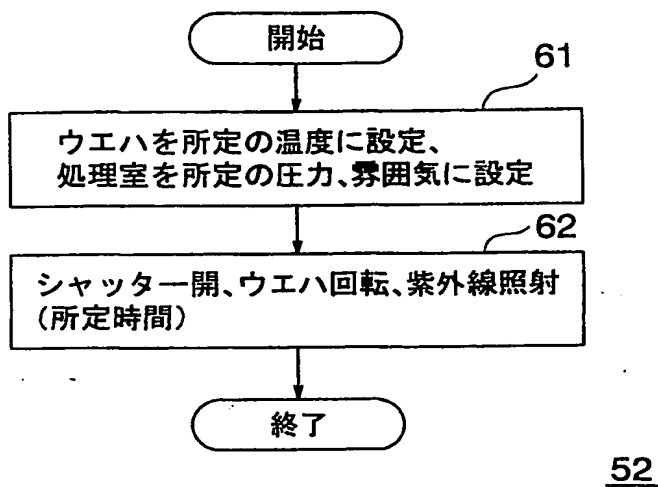 開始
61
ウエハを所定の温度に設定、
処理室を所定の圧力、雰囲気に設定
62
シャッター開、ウエハ回転、紫外線照射
(所定時間)
終了
52